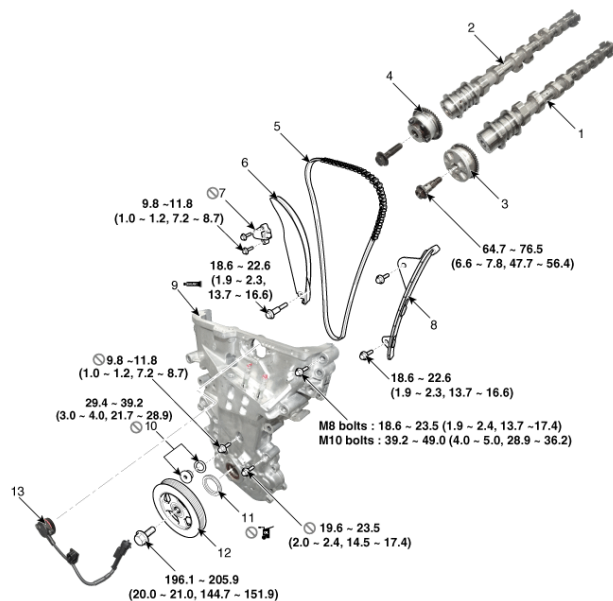 2
4
1
5
6
7
9.8 ~11.8
(1.0 ~ 1.2, 7.2 ~ 8.7)
3
64.7 ~ 76.5
(6.6 ~ 7.8, 47.7 ~ 56.4)
18.6 ~ 22.6
(1.9 ~ 2.3,
13.7 ~ 16.6)
9
8
18.6 ~ 22.6
(1.9 ~ 2.3, 13.7 ~ 16.6)
9.8 ~11.8
(1.0 ~ 1.2, 7.2 ~ 8.7)
M8 bolts : 18.6 ~ 23.5 (1.9 ~ 2.4, 13.7 ~17.4)
M10 bolts : 39.2 ~ 49.0 (4.0 ~ 5.0, 28.9 ~ 36.2)
29.4 ~ 39.2
(3.0 ~ 4.0, 21.7 ~ 28.9)
10
13
11
12
19.6 ~ 23.5
(2.0 ~ 2.4, 14.5 ~ 17.4)
196.1 ~ 205.9
(20.0 ~ 21.0, 144.7 ~ 151.9)